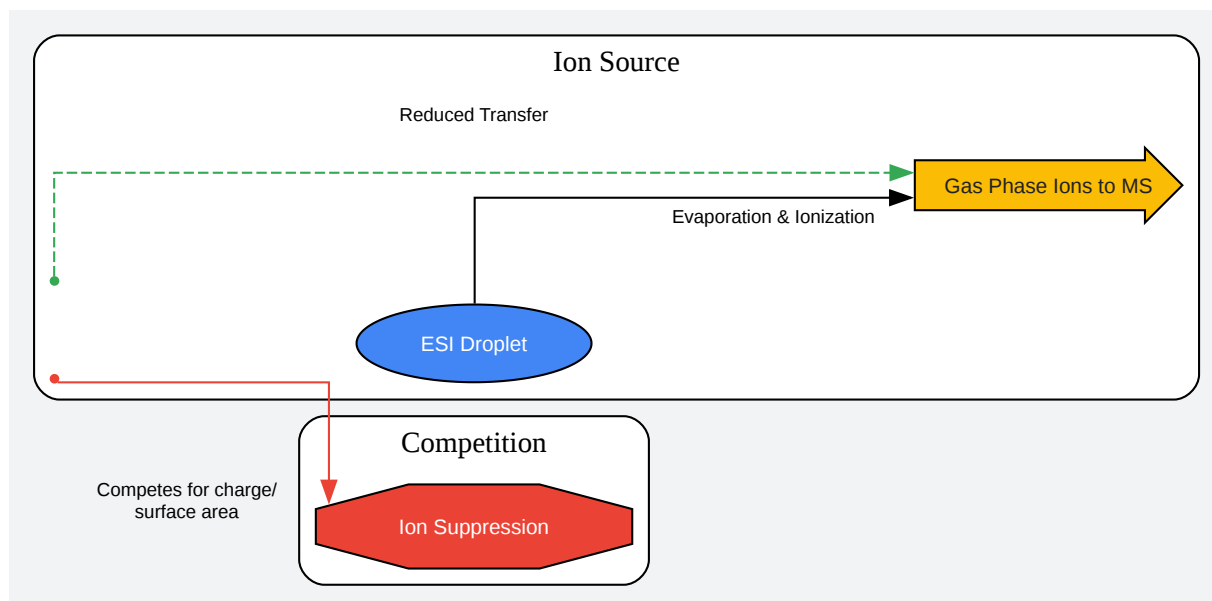 Ion Source
Reduced Transfer
Gas Phase Ions to MS
Evaporation & Ionization
ESI Droplet
Competition
Competes for charge/
surface area
Ion Suppression